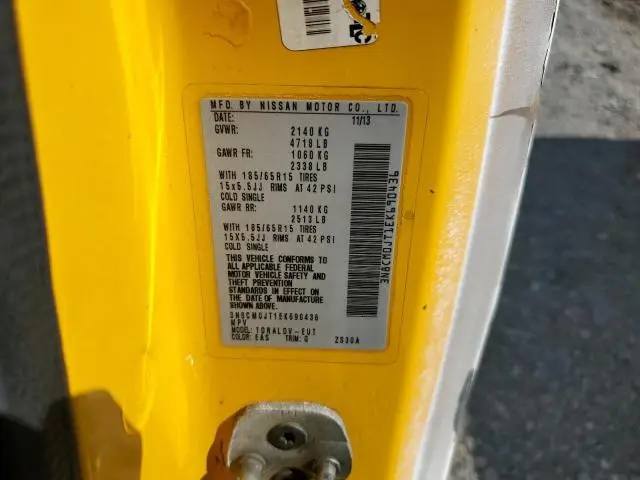 MFD. BY NISSAN MOTOR CO., LTD.
DATE: 11/13
GVWR: 2140 KG
4718 LB
GAWR FR: 1060 KG
2338 LB
WITH 185/65R15 TIRES
15x5.5JJ RIMS AT 42 PSI
COLD SINGLE
GAWR RR: 1140 KG
2513 LB
WITH 185/65R15 TIRES
15X5.5JJ RIMS AT 42 PSI
COLD SINGLE
THIS VEHICLE CONFORMS TO
ALL APPLICABLE FEDERAL
MOTOR VEHICLE SAFETY AND
THEFT PREVENTION
STANDARDS IN EFFECT ON
THE DATE OF MANUFACTURE
SHOWN ABOVE.
3N8CM0JT1EK690436
MPV
MODEL: TDRALDV-EUT
COLOR: EAS TRIM: G ZS30A
3N8CM0JT1EK690436